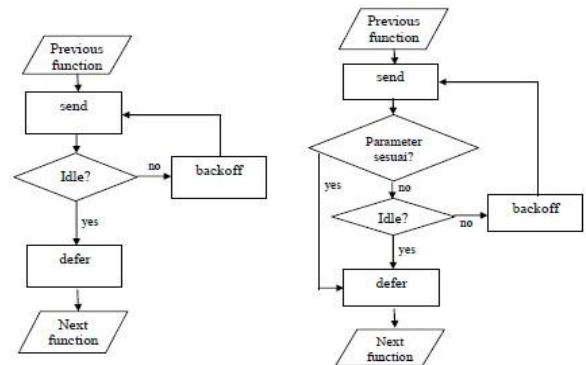 Previous
function
send
Idle?
no
backoff
yes
defer
Next
function
Previous
function
send
Parameter
sesuai?
yes
no
Idle?
no
backoff
yes
defer
Next
function